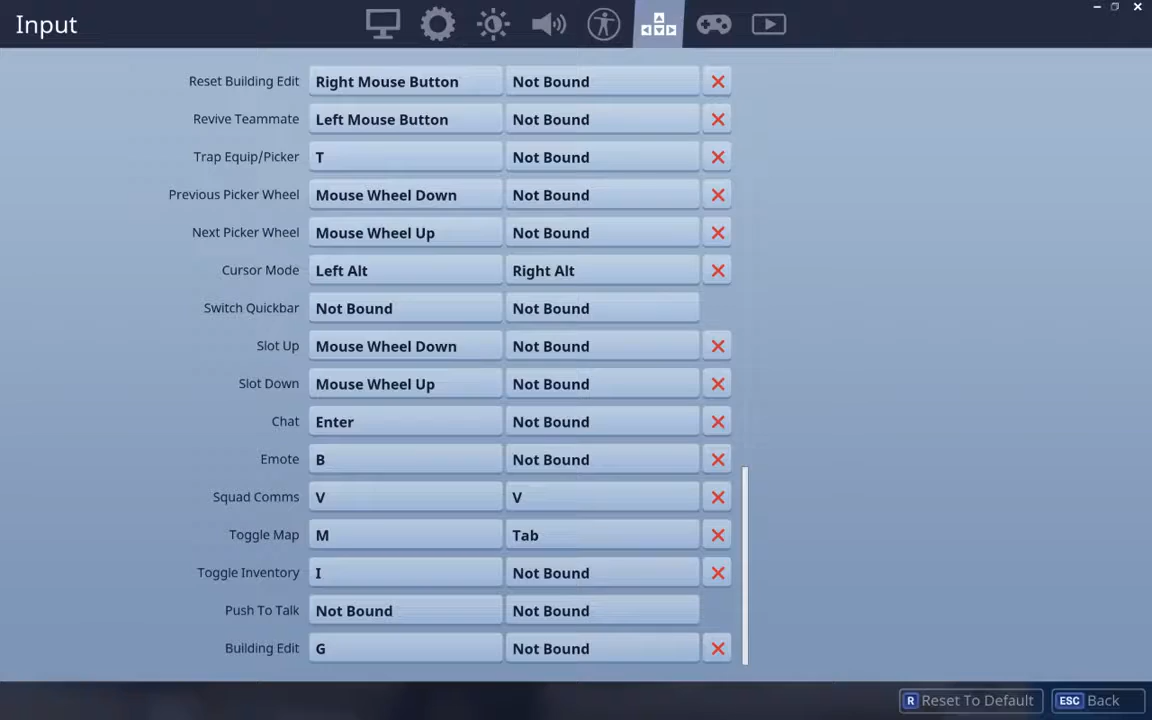 Input
Reset Building Edit Right Mouse Button Not Bound
Revive Teammate Left Mouse Button Not Bound
Trap Equip/Picker T Not Bound
Previous Picker Wheel Mouse Wheel Down Not Bound
Next Picker Wheel Mouse Wheel Up Not Bound
Cursor Mode Left Alt Right Alt
Switch Quickbar Not Bound Not Bound
Slot Up Mouse Wheel Down Not Bound
Slot Down Mouse Wheel Up Not Bound
Chat Enter Not Bound
Emote B Not Bound
Squad Comms V V
Toggle Map M Tab
Toggle Inventory I Not Bound
Push To Talk Not Bound Not Bound
Building Edit G Not Bound
R Reset To Default ESC Back